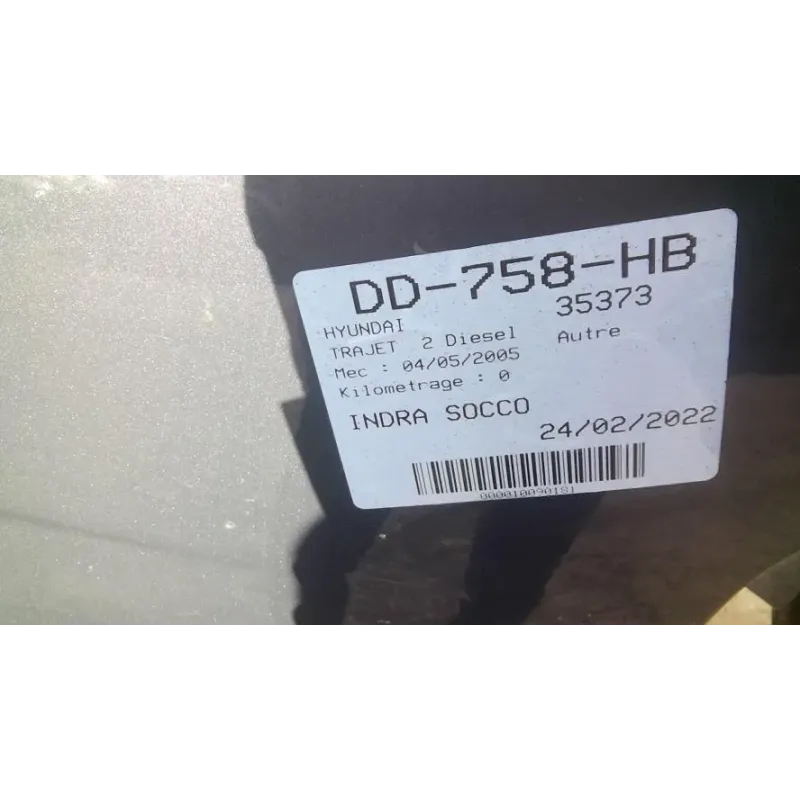 DD-758-HB
HYUNDAI 35373
TRAJET 2 Diesel Autre
Mec : 04/05/2005
Kilometrage : 0
INDRA SOCCO 24/02/2022
000010090181